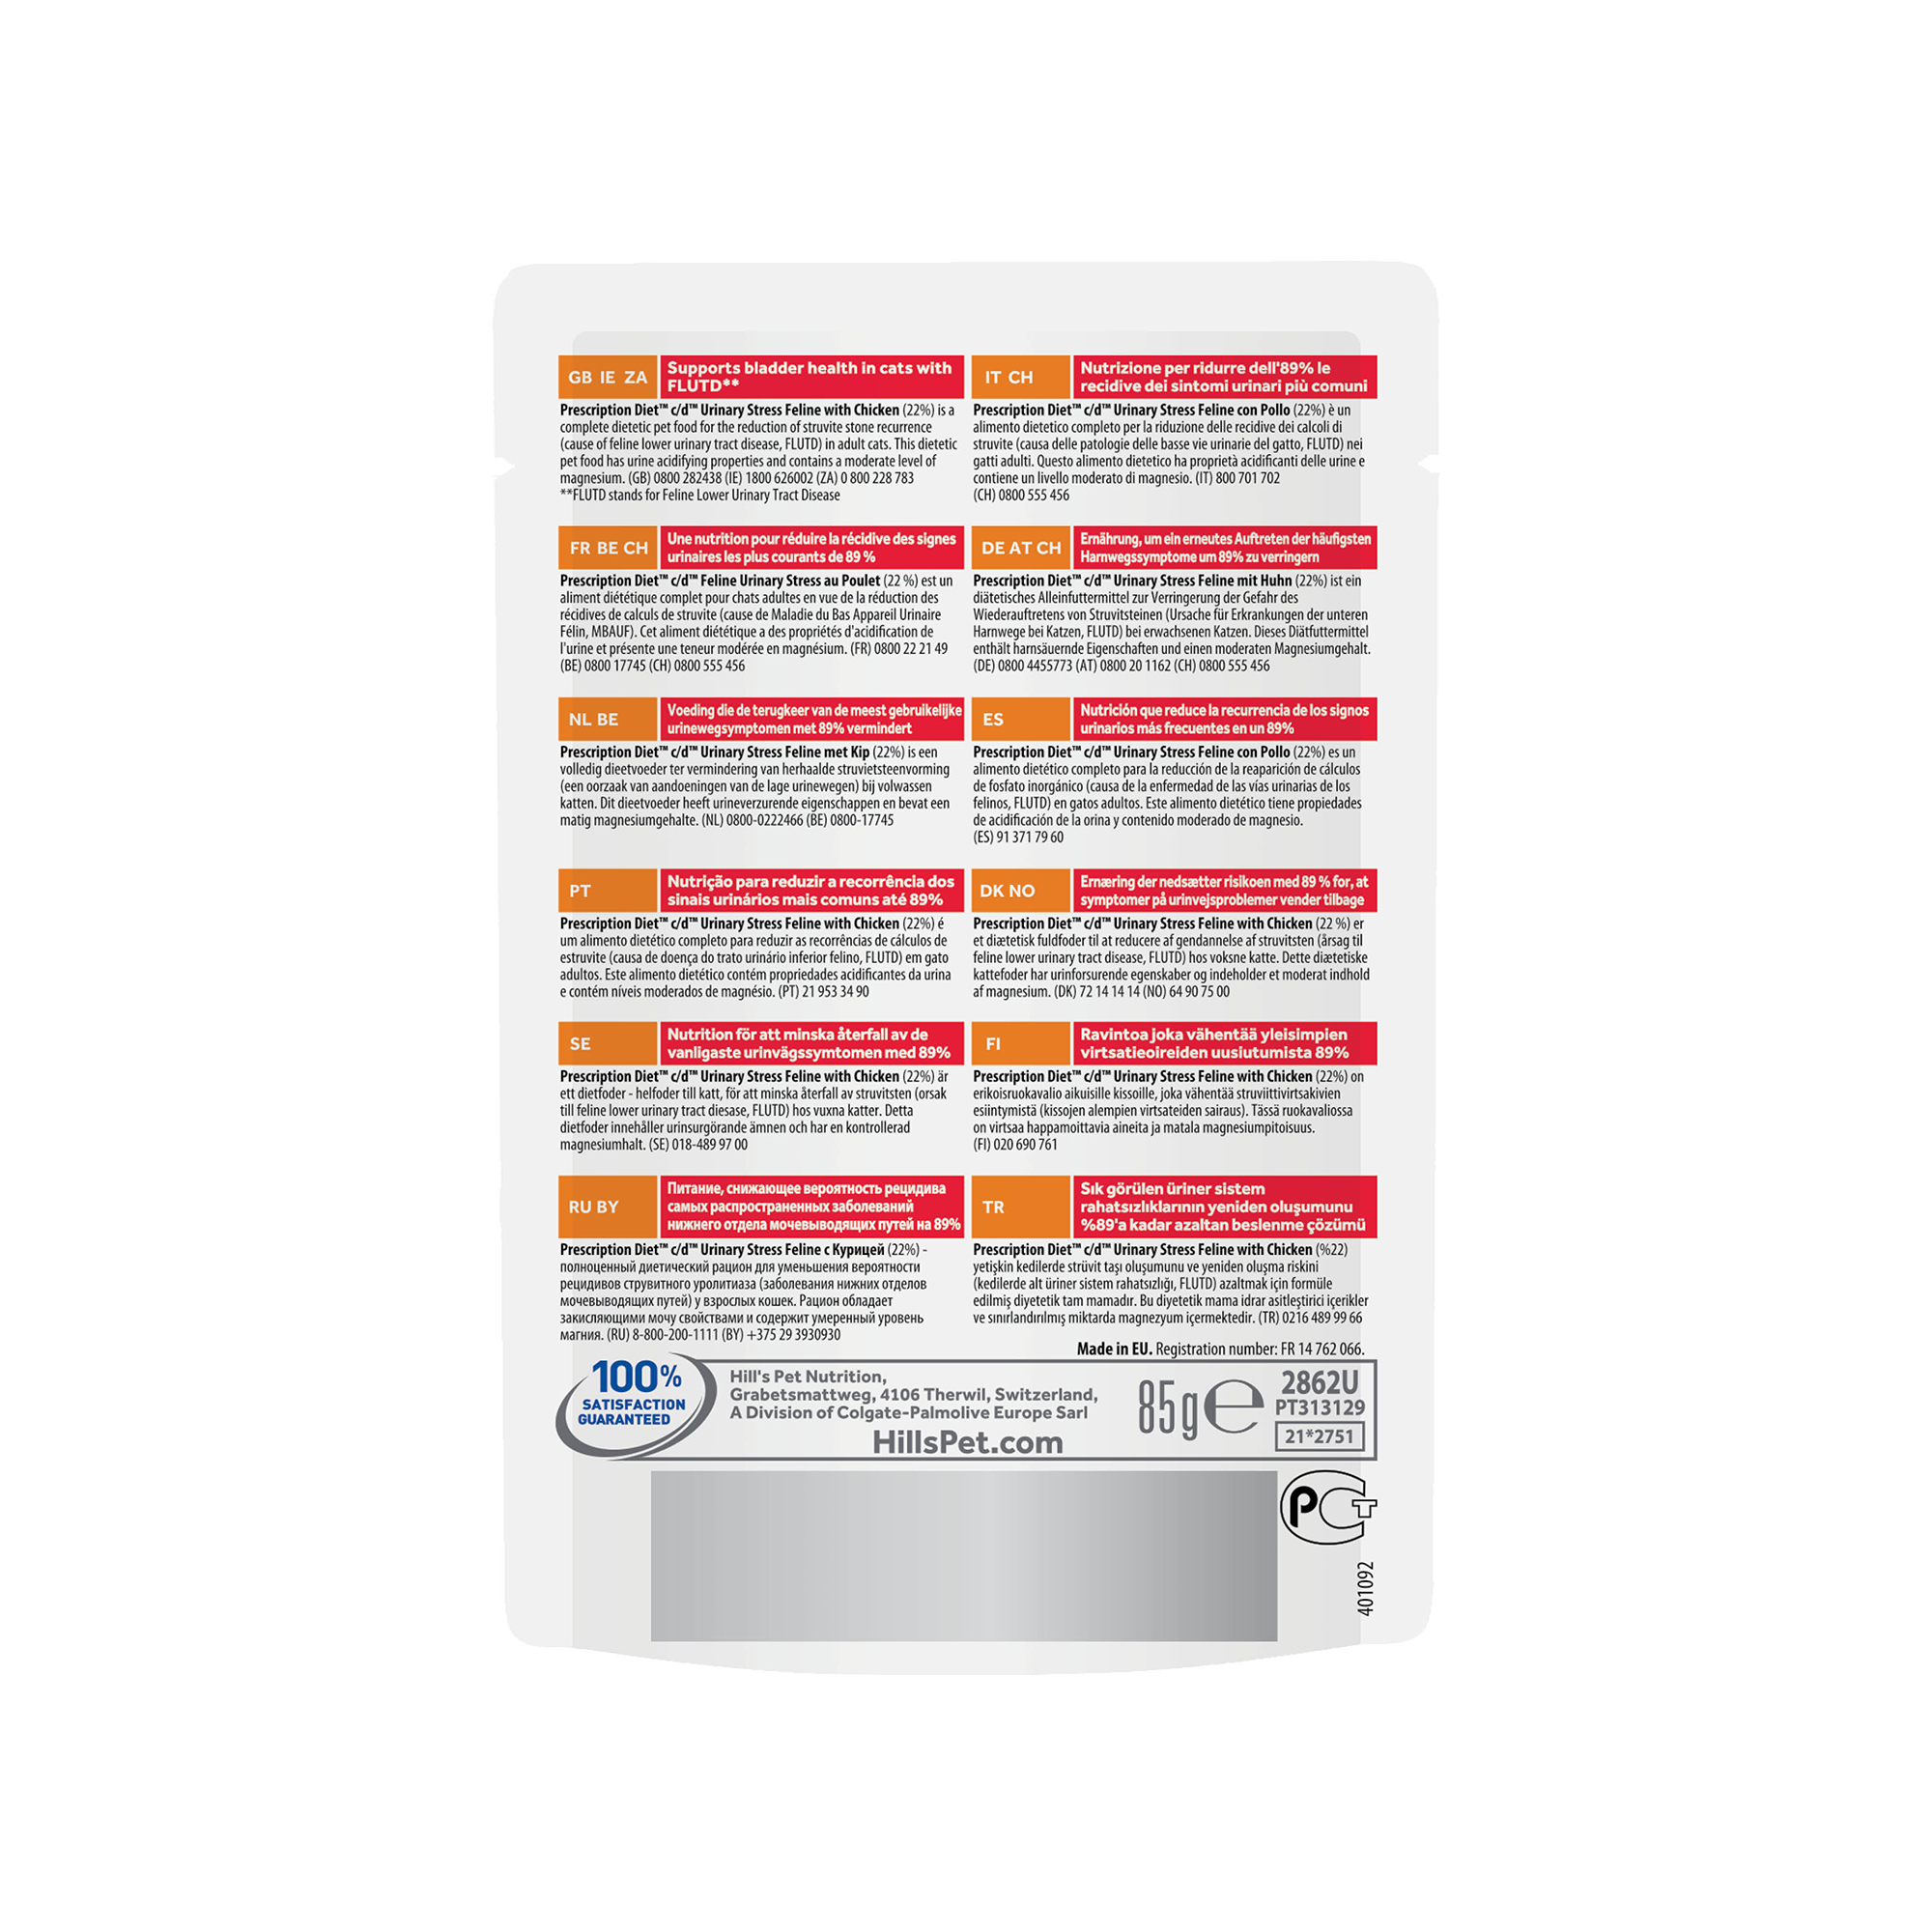 GB IE ZA
Supports bladder health in cats with
FLUTD**
Prescription Diet™ c/d™ Urinary Stress Feline with Chicken (22%) is a
complete dietetic pet food for the reduction of struvite stone recurrence
(cause of feline lower urinary tract disease, FLUTD) in adult cats. This dietetic
pet food has urine acidifying properties and contains a moderate level of
magnesium. (GB) 0800 282438 (IE) 1800 626002 (ZA) 0 800 228 783
**FLUTD stands for Feline Lower Urinary Tract Disease
IT CH
Nutrizione per ridurre dell'89% le
recidive dei sintomi urinari più comuni
Prescription Diet™ c/d™ Urinary Stress Feline con Pollo (22%) è un
alimento dietetico completo per la riduzione delle recidive dei calcoli di
struvite (causa delle patologie delle basse vie urinarie del gatto, FLUTD) nei
gatti adulti. Questo alimento dietetico ha proprietà acidificanti delle urine e
contiene un livello moderato di magnesio. (IT) 800 701 702
(CH) 0800 555 456
FR BE CH
Une nutrition pour réduire la récidive des signes
urinaires les plus courants de 89 %
Prescription Diet™ c/d™ Feline Urinary Stress au Poulet (22 %) est un
aliment diététique complet pour chats adultes en vue de la réduction des
récidives de calculs de struvite (cause de Maladie du Bas Appareil Urinaire
Félin, MBAUF). Cet aliment diététique a des propriétés d'acidification de
l'urine et présente une teneur modérée en magnésium. (FR) 0800 22 21 49
(BE) 0800 17745 (CH) 0800 555 456
DE AT CH
Ernährung, um ein erneutes Auftreten der häufigsten
Harnwegssymptome um 89% zu verringern
Prescription Diet™ c/d™ Urinary Stress Feline mit Huhn (22%) ist ein
diätetisches Alleinfuttermittel zur Verringerung der Gefahr des
Wiederauftretens von Struvitsteinen (Ursache für Erkrankungen der unteren
Harnwege bei Katzen, FLUTD) bei erwachsenen Katzen. Dieses Diätfuttermittel
enthält harnsäuernde Eigenschaften und einen moderaten Magnesiumgehalt.
(DE) 0800 4455773 (AT) 0800 20 1162 (CH) 0800 555 456
NL BE
Voeding die de terugkeer van de meest gebruikelijke
urinewegsymptomen met 89% vermindert
Prescription Diet™ c/d™ Urinary Stress Feline met Kip (22%) is een
volledig dieetvoeder ter vermindering van herhaalde struvietsteenvorming
(een oorzaak van aandoeningen van de lage urinewegen) bij volwassen
katten. Dit dieetvoeder heeft urineverzurende eigenschappen en bevat een
matig magnesiumgehalte. (NL) 0800-0222466 (BE) 0800-17745
ES
Nutrición que reduce la recurrencia de los signos
urinarios más frecuentes en un 89%
Prescription Diet™ c/d™ Urinary Stress Feline con Pollo (22%) es un
alimento dietético completo para la reducción de la reaparición de cálculos
de fosfato inorgánico (causa de la enfermedad de las vías urinarias de los
felinos, FLUTD) en gatos adultos. Este alimento dietético tiene propiedades
de acidificación de la orina y contenido moderado de magnesio.
(ES) 91 371 79 60
PT
Nutrição para reduzir a recorrência dos
sinais urinários mais comuns até 89%
Prescription Diet™ c/d™ Urinary Stress Feline with Chicken (22%) é
um alimento dietético completo para reduzir as recorrências de cálculos de
estruvite (causa de doença do trato urinário inferior felino, FLUTD) em gato
adultos. Este alimento dietético contém propriedades acidificantes da urina
e contém níveis moderados de magnésio. (PT) 21 953 34 90
DK NO
Ernæring der nedsætter risikoen med 89 % for, at
symptomer på urinvejsproblemer vender tilbage
Prescription Diet™ c/d™ Urinary Stress Feline with Chicken (22 %) er
et diætetisk fuldfoder til at reducere af gendannelse af struvitsten (årsag til
feline lower urinary tract disease, FLUTD) hos voksne katte. Dette diætetiske
kattefoder har urinforsurende egenskaber og indeholder et moderat indhold
af magnesium. (DK) 72 14 14 14 (NO) 64 90 75 00
SE
Nutrition för att minska återfall av de
vanligaste urinvägssymtomen med 89%
Prescription Diet™ c/d™ Urinary Stress Feline with Chicken (22%) är
ett dietfoder - helfoder till katt, för att minska återfall av struvitsten (orsak
till feline lower urinary tract diesase, FLUTD) hos vuxna katter. Detta
dietfoder innehåller urinsurgörande ämnen och har en kontrollerad
magnesiumhalt. (SE) 018-489 97 00
FI
Ravintoa joka vähentää yleisimpien
virtsatieoireiden uusiutumista 89%
Prescription Diet™ c/d™ Urinary Stress Feline with Chicken (22%) on
erikoisruokavalio aikuisille kissoille, joka vähentää struviittivirtsakivien
esiintymistä (kissojen alempien virtsateiden sairaus). Tässä ruokavaliossa
on virtsaa happamoittavia aineita ja matala magnesiumpitoisuus.
(FI) 020 690 761
RU BY
Питание, снижающее вероятность рецидива
самых распространенных заболеваний
нижнего отдела мочевыводящих путей на 89%
Prescription Diet™ c/d™ Urinary Stress Feline с Курицей (22%) -
полноценный диетический рацион для уменьшения вероятности
рецидивов струвитного уролитиаза (заболевания нижних отделов
мочевыводящих путей) у взрослых кошек. Рацион обладает
закисляющими мочу свойствами и содержит умеренный уровень
магния. (RU) 8-800-200-1111 (BY) +375 29 3930930
TR
Sık görülen üriner sistem
rahatsızlıklarının yeniden oluşumunu
%89'a kadar azaltan beslenme çözümü
Prescription Diet™ c/d™ Urinary Stress Feline with Chicken (%22)
yetişkin kedilerde strüvit taşı oluşumunu ve yeniden oluşma riskini
(kedilerde alt üriner sistem rahatsızlığı, FLUTD) azaltmak için formüle
edilmiş diyetetik tam mamadır. Bu diyetetik mama idrar asitleştirici içerikler
ve sınırlandırılmış miktarda magnezyum içermektedir. (TR) 0216 489 99 66
Made in EU. Registration number: FR 14 762 066.
100%
SATISFACTION
GUARANTEED
Hill's Pet Nutrition,
Grabetsmattweg, 4106 Therwil, Switzerland,
A Division of Colgate-Palmolive Europe Sarl
HillsPet.com
85g e
2862U
PT313129
21*2751
PCT
401092